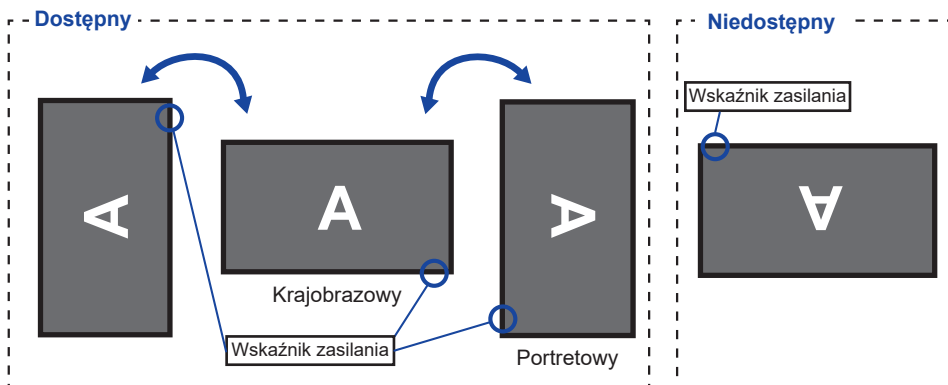 Dostępny
Niedostępny
Wskaźnik zasilania
A
A
A
A
Krajobrazowy
Wskaźnik zasilania
Portretowy